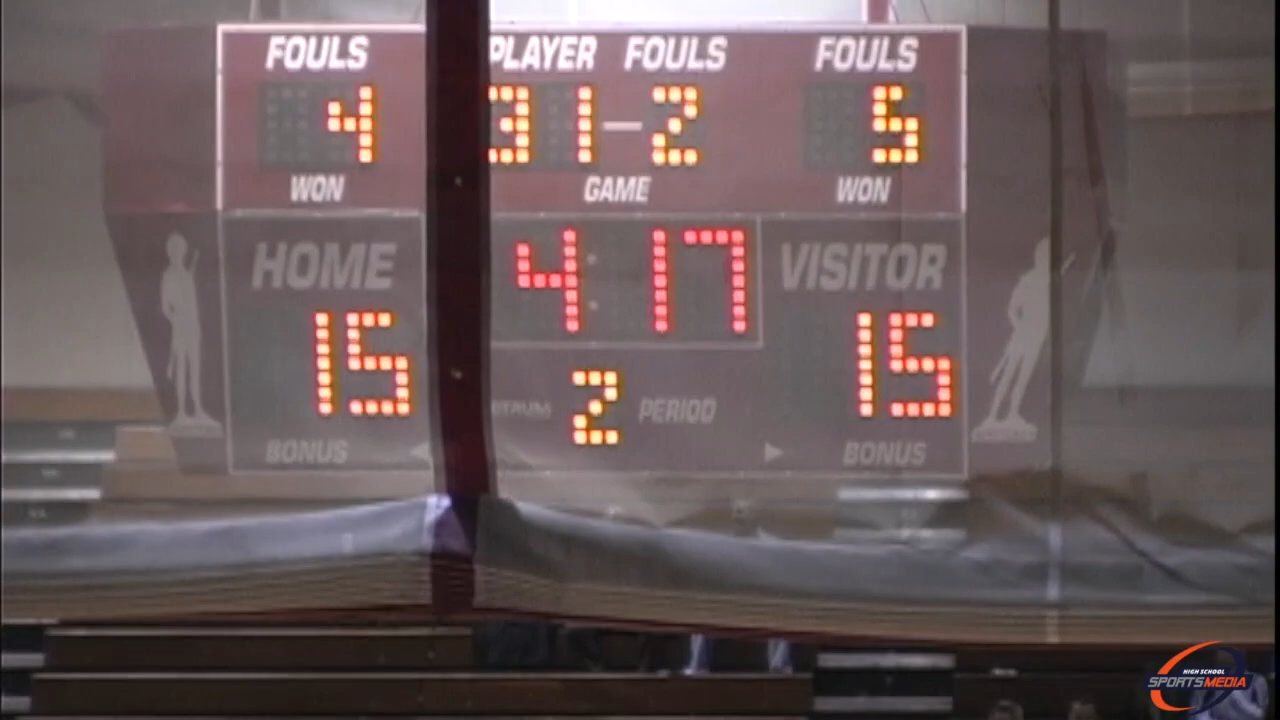 FOULS PLAYER FOULS FOULS
4 31-2 5
WON GAME WON
HOME 4:17 VISITOR
15 15
2 PERIOD
BONUS BONUS
HIGH SCHOOL
SPORTSMEDIA